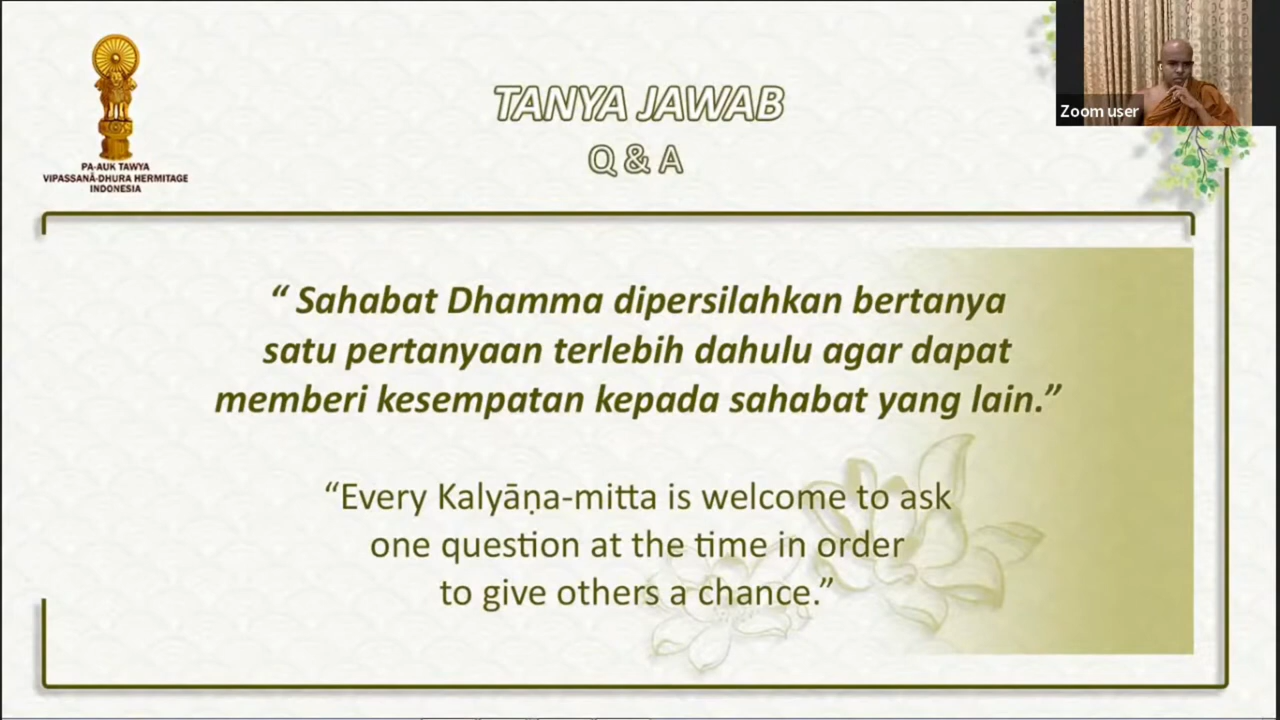 PA-AUK TAWYA
VIPASSANĀ-DHURA HERMITAGE
INDONESIA
TANYA JAWAB
Q & A
Zoom user
“ Sahabat Dhamma dipersilahkan bertanya
satu pertanyaan terlebih dahulu agar dapat
memberi kesempatan kepada sahabat yang lain.”
“Every Kalyāṇa-mitta is welcome to ask
one question at the time in order
to give others a chance.”